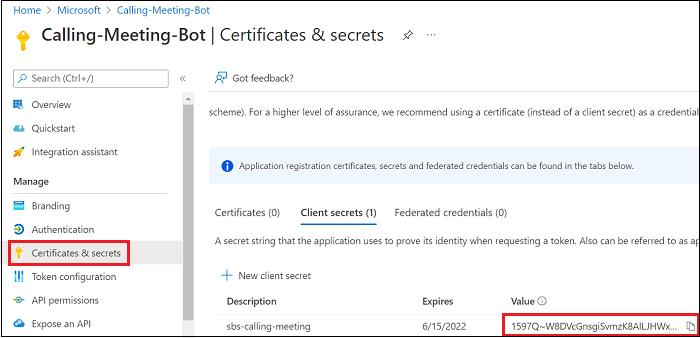 Home > Microsoft > Calling-Meeting-Bot
Calling-Meeting-Bot | Certificates & secrets
Search (Ctrl+/)
Got feedback?
Overview
Quickstart
Integration assistant
Manage
Branding
Authentication
Certificates & secrets
Token configuration
API permissions
Expose an API
scheme). For a higher level of assurance, we recommend using a certificate (instead of a client secret) as a credential
Application registration certificates, secrets and federated credentials can be found in the tabs below.
Certificates (0) Client secrets (1) Federated credentials (0)
A secret string that the application uses to prove its identity when requesting a token. Also can be referred to as ap
New client secret
Description Expires Value
sbs-calling-meeting 6/15/2022 1597Q~W8DVcGnsgiSvmzK8AlLJHWx...